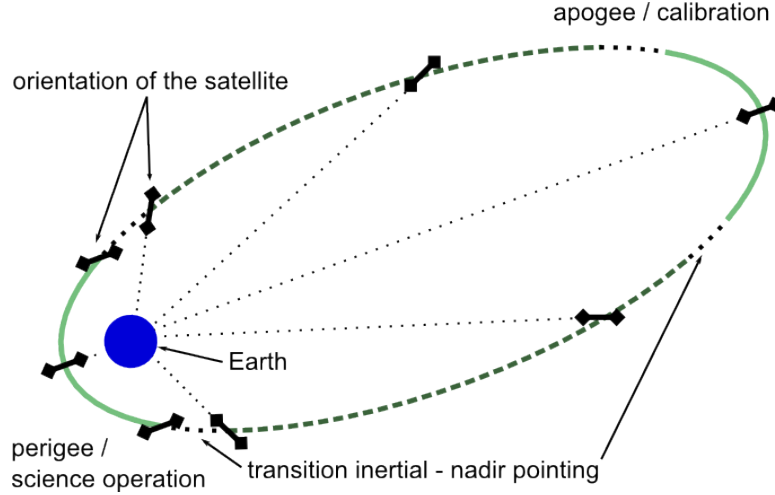 apogee / calibration
orientation of the satellite
Earth
perigee /
science operation
transition inertial - nadir pointing